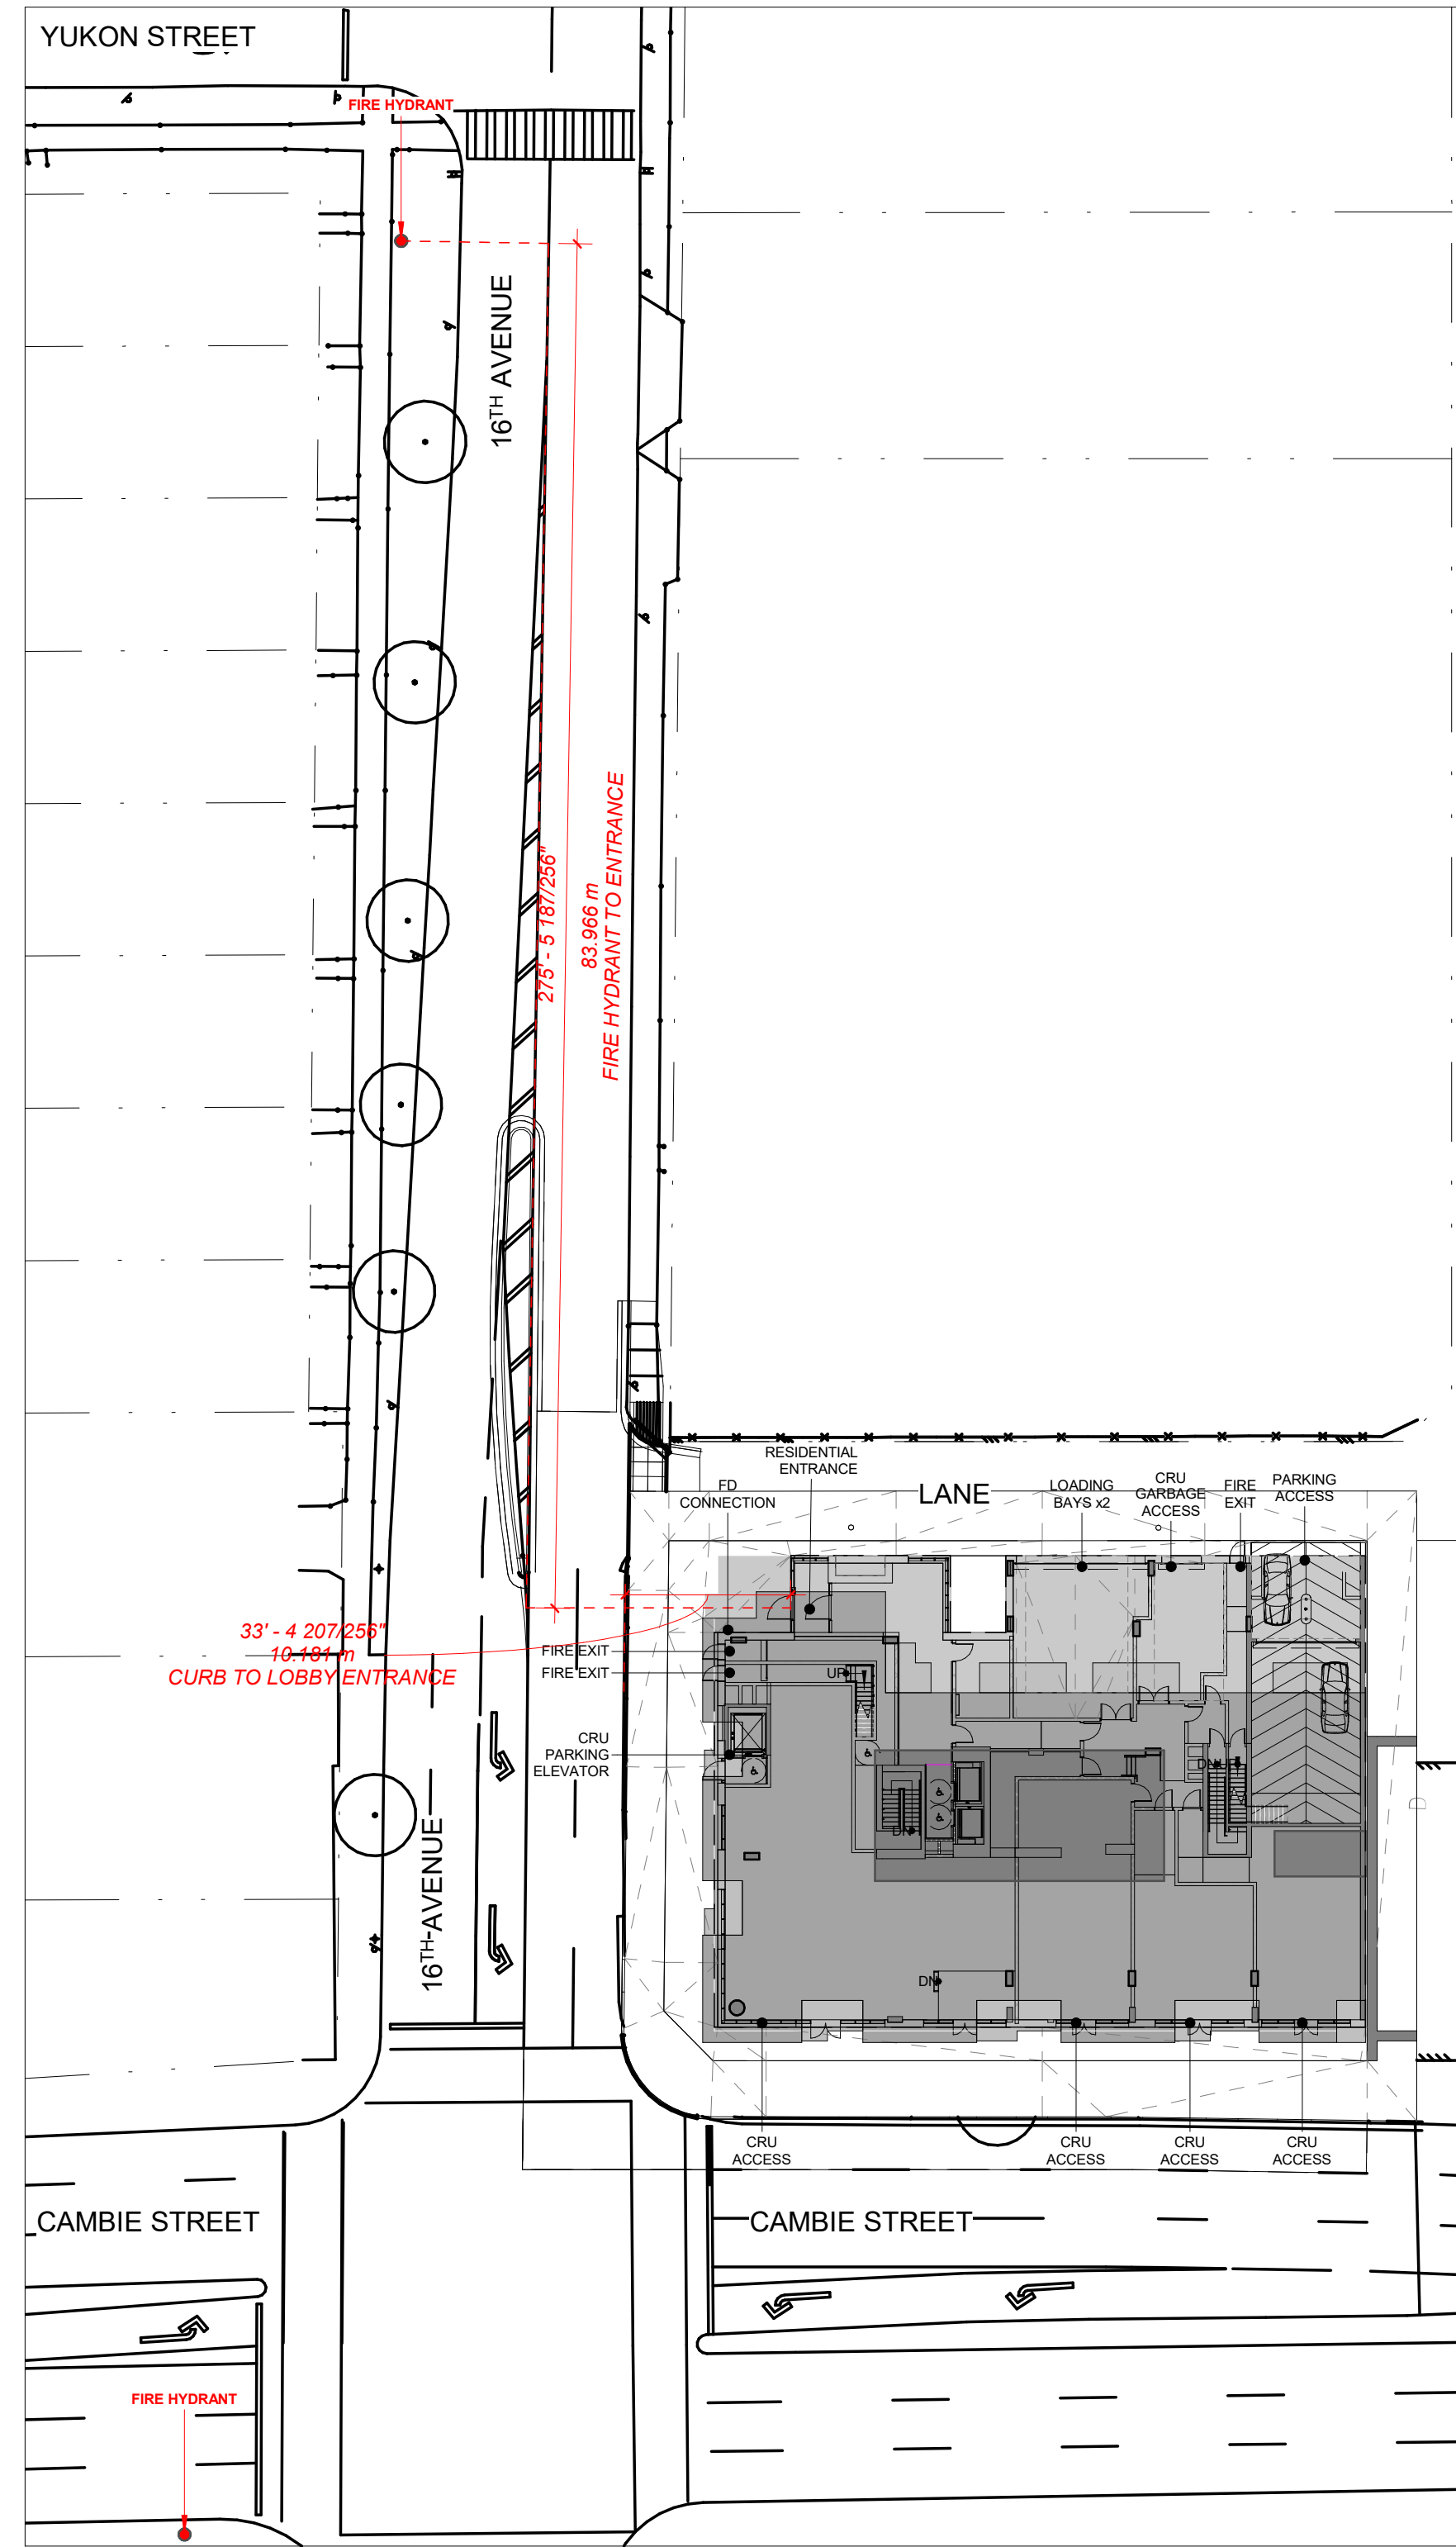 YUKON STREET
FIRE HYDRANT
16TH AVENUE
275' - 5 187/256"
83.966 m
FIRE HYDRANT TO ENTRANCE
RESIDENTIAL
ENTRANCE
FD
CONNECTION
LANE
LOADING
BAYS x2
CRU
GARBAGE
ACCESS
FIRE
EXIT
PARKING
ACCESS
33' - 4 207/256"
10.181 m
CURB TO LOBBY ENTRANCE
FIRE EXIT
FIRE EXIT
UP
CRU
PARKING
ELEVATOR
DN
DN
UP
D
16TH AVENUE
DN
CRU
ACCESS
CRU
ACCESS
CRU
ACCESS
CRU
ACCESS
CAMBIE STREET
CAMBIE STREET
FIRE HYDRANT